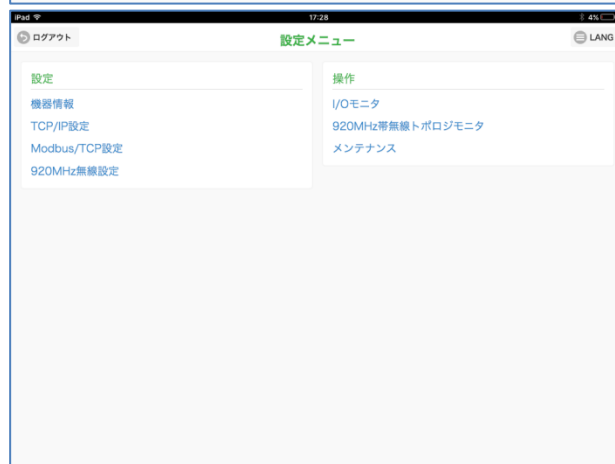 iPad 17:28 4%
ログアウト 設定メニュー LANG
設定
機器情報
TCP/IP設定
Modbus/TCP設定
920MHz無線設定
操作
I/Oモニタ
920MHz帯無線トポロジモニタ
メンテナンス